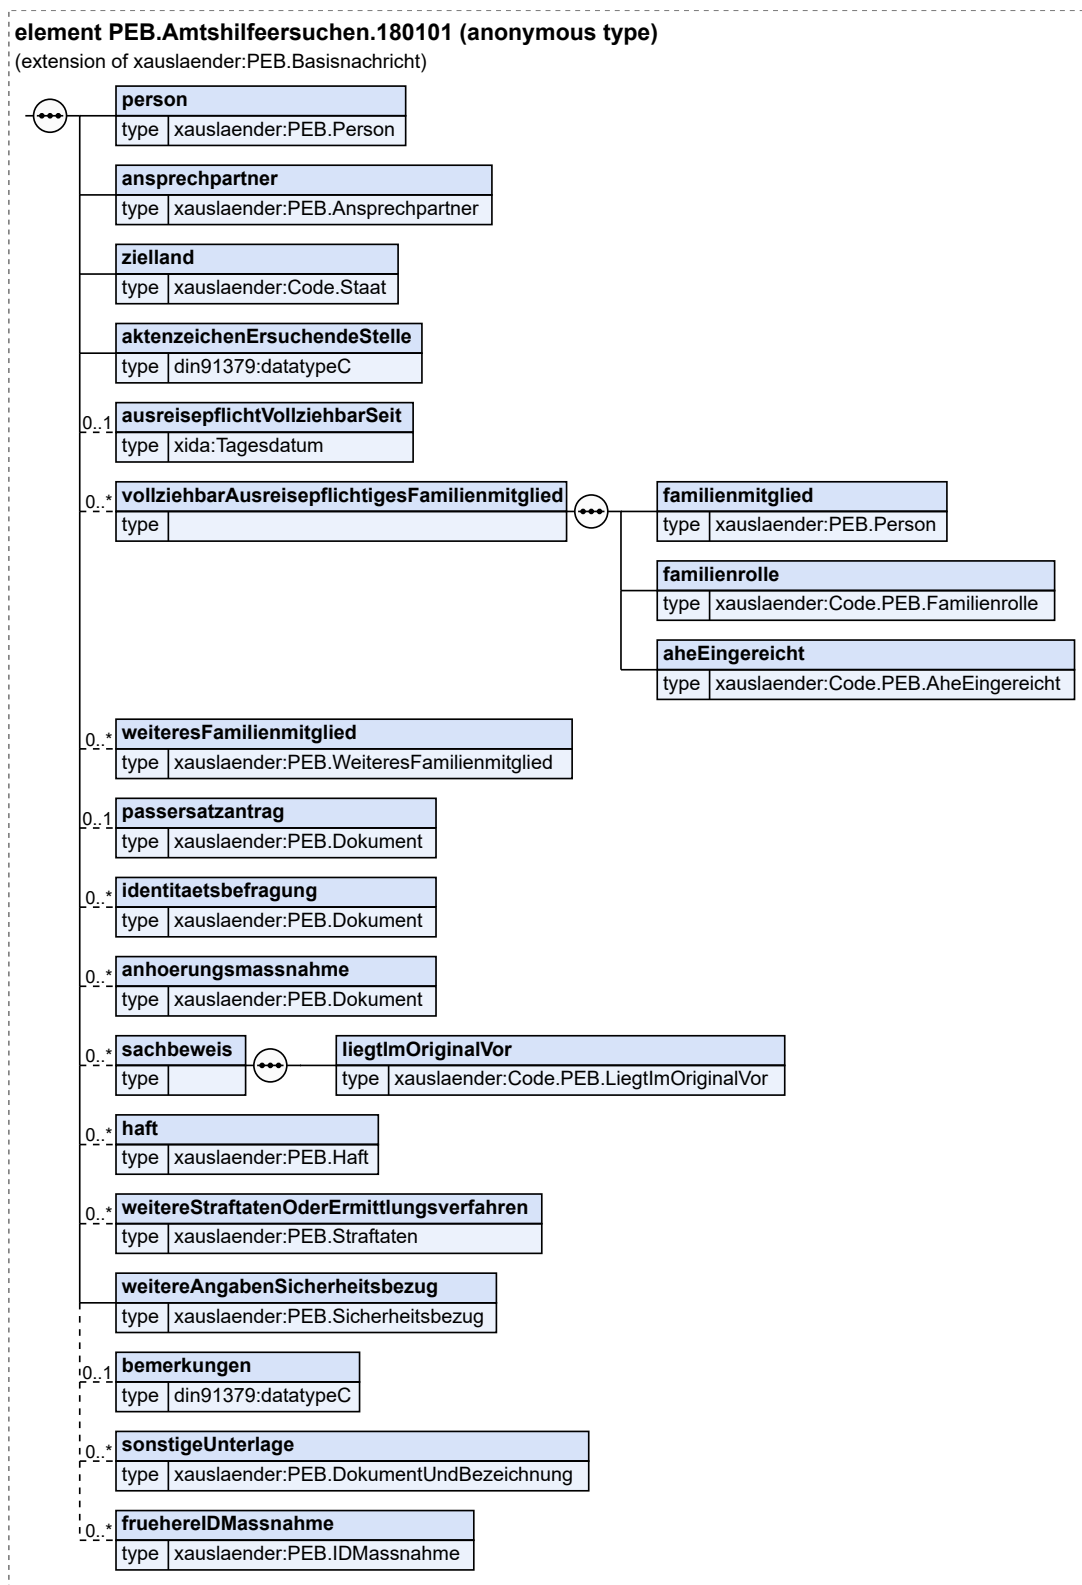 element PEB.Amtshilfeersuchen.180101 (anonymous type)
(extension of xauslaender:PEB.Basisnachricht)
person
type xauslaender:PEB.Person
ansprechpartner
type xauslaender:PEB.Ansprechpartner
zielland
type xauslaender:Code.Staat
aktenzeichenErsuchendeStelle
type din91379:datatypeC
0..1 ausreisepflichtVollziehbarSeit
type xida:Tagesdatum
0..* vollziehbarAusreisepflichtigesFamilienmitglied
type
familienmitglied
type xauslaender:PEB.Person
familienrolle
type xauslaender:Code.PEB.Familienrolle
aheEingereicht
type xauslaender:Code.PEB.AheEingereicht
0..* weiteresFamilienmitglied
type xauslaender:PEB.WeiteresFamilienmitglied
0..1 passersatzantrag
type xauslaender:PEB.Dokument
0..* identitaetsbefragung
type xauslaender:PEB.Dokument
0..* anhoerungsmassnahme
type xauslaender:PEB.Dokument
0..* sachbeweis
type
liegtImOriginalVor
type xauslaender:Code.PEB.LiegtImOriginalVor
0..* haft
type xauslaender:PEB.Haft
0..* weitereStraftatenOderErmittlungsverfahren
type xauslaender:PEB.Straftaten
weitereAngabenSicherheitsbezug
type xauslaender:PEB.Sicherheitsbezug
0..1 bemerkungen
type din91379:datatypeC
0..* sonstigeUnterlage
type xauslaender:PEB.DokumentUndBezeichnung
0..* fruehereIDMassnahme
type xauslaender:PEB.IDMassnahme